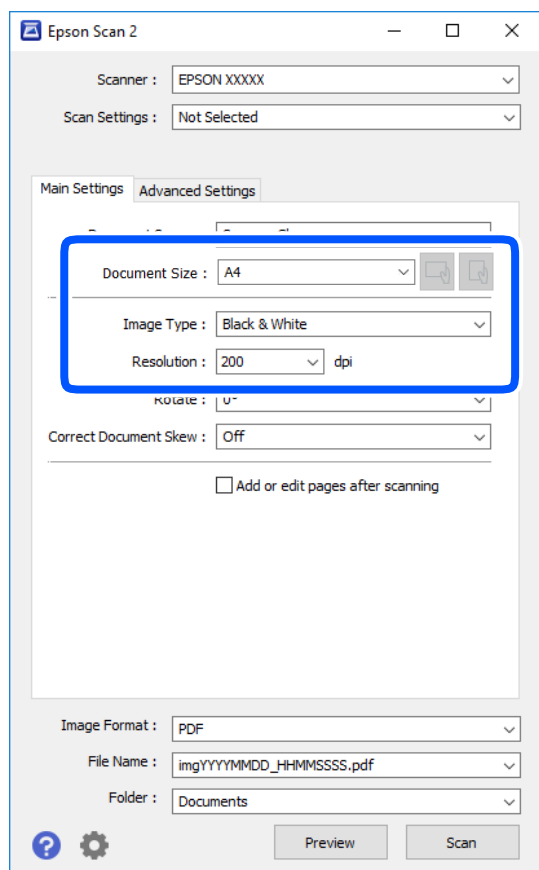 Epson Scan 2
Scanner : EPSON XXXXX
Scan Settings : Not Selected
Main Settings Advanced Settings
Document Size : A4
Image Type : Black & White
Resolution : 200 dpi
Rotate : 0°
Correct Document Skew : Off
Add or edit pages after scanning
Image Format : PDF
File Name : imgYYYYMMDD_HHMMSSSS.pdf
Folder : Documents
? Preview Scan